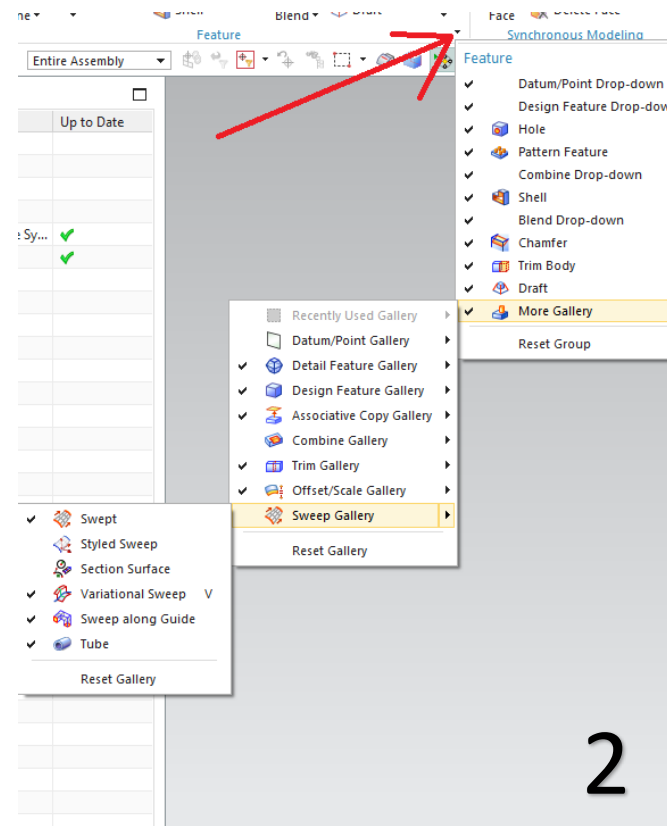 Shell
Blend
Draft
Face
Delete Face
Feature
Synchronous Modeling
Entire Assembly
Feature
Datum/Point Drop-down
Design Feature Drop-dow
Hole
Pattern Feature
Combine Drop-down
Shell
Blend Drop-down
Chamfer
Trim Body
Draft
More Gallery
Reset Group
Up to Date
Sy...
Recently Used Gallery
Datum/Point Gallery
Detail Feature Gallery
Design Feature Gallery
Associative Copy Gallery
Combine Gallery
Trim Gallery
Offset/Scale Gallery
Sweep Gallery
Reset Gallery
Swept
Styled Sweep
Section Surface
Variational Sweep V
Sweep along Guide
Tube
Reset Gallery
2